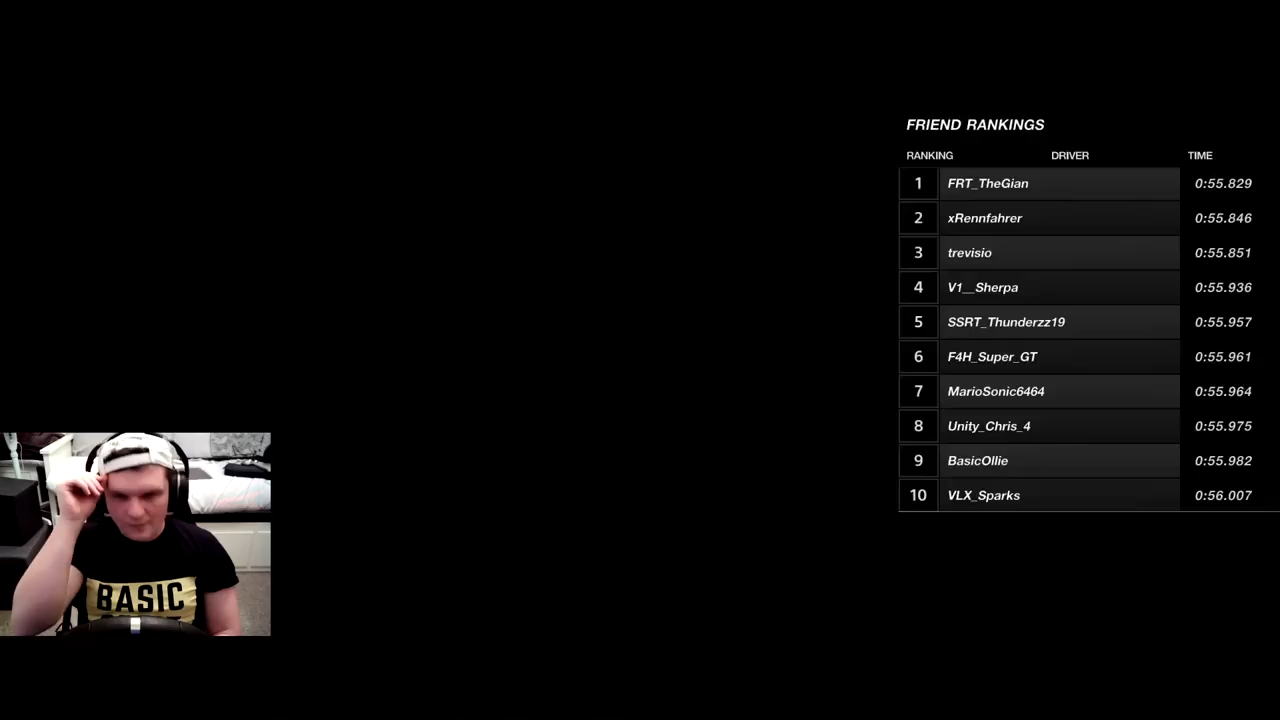 FRIEND RANKINGS
RANKING DRIVER TIME
1 FRT_TheGian 0:55.829
2 xRennfahrer 0:55.846
3 trevisio 0:55.851
4 V1__Sherpa 0:55.936
5 SSRT_Thunderzz19 0:55.957
6 F4H_Super_GT 0:55.961
7 MarioSonic6464 0:55.964
8 Unity_Chris_4 0:55.975
9 BasicOllie 0:55.982
10 VLX_Sparks 0:56.007
BASIC